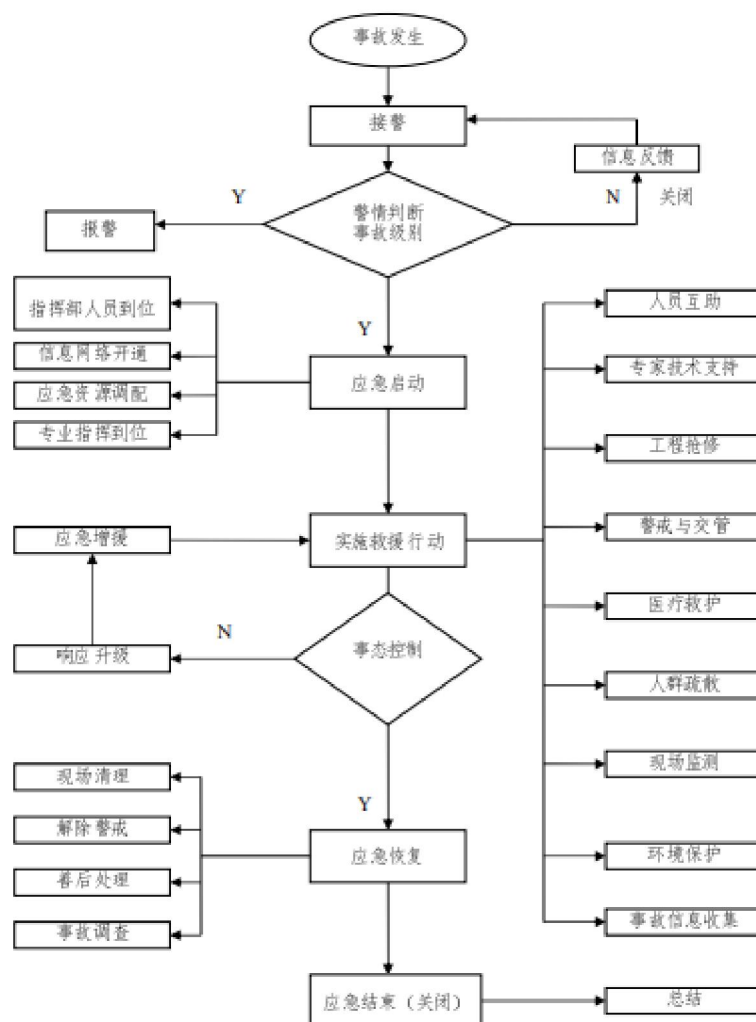 事故发生
接警
信息反馈
Y
N
关闭
报警
警情判断
事故级别
指挥部人员到位
人员互助
Y
信息网络开通
专家技术支持
应急启动
应急资源调配
专业指挥到位
工程抢修
应急增援
实施救援行动
警戒与交管
医疗救护
N
响应升级
事态控制
人群疏散
现场清理
现场监测
Y
解除警戒
应急恢复
环境保护
善后处理
事故调查
事故信息收集
应急结束（关闭）
总结